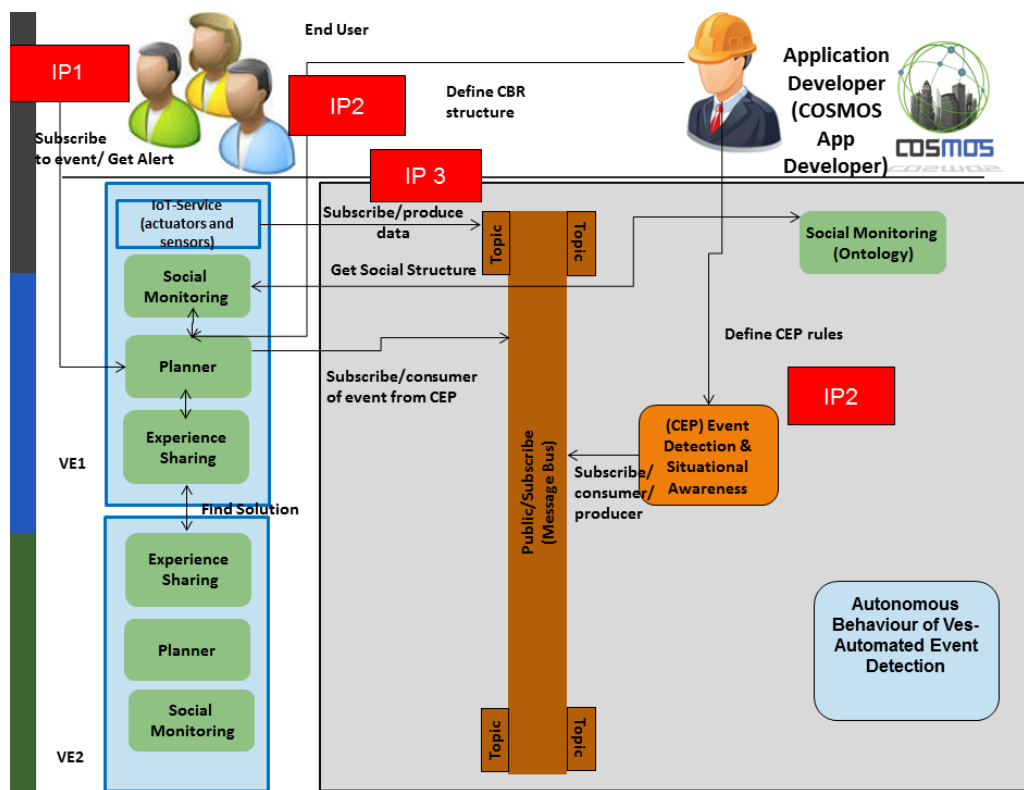 End User
IP1
IP2
Define CBR
structure
Application
Developer
(COSMOS
App
Developer)
COSMOS
Subscribe
to event/ Get Alert
IP 3
IoT-Service
(actuators and
sensors)
Subscribe/produce
data
Topic
Topic
Social Monitoring
(Ontology)
Social
Monitoring
Get Social Structure
Planner
Define CEP rules
Subscribe/consumer
of event from CEP
IP2
Experience
Sharing
(CEP) Event
Detection &
Situational
Awareness
VE1
Subscribe/
consumer/
producer
Public/Subscribe
(Message Bus)
Find Solution
Experience
Sharing
Autonomous
Behaviour of Ves-
Automated Event
Detection
Planner
Social
Monitoring
Topic
Topic
VE2